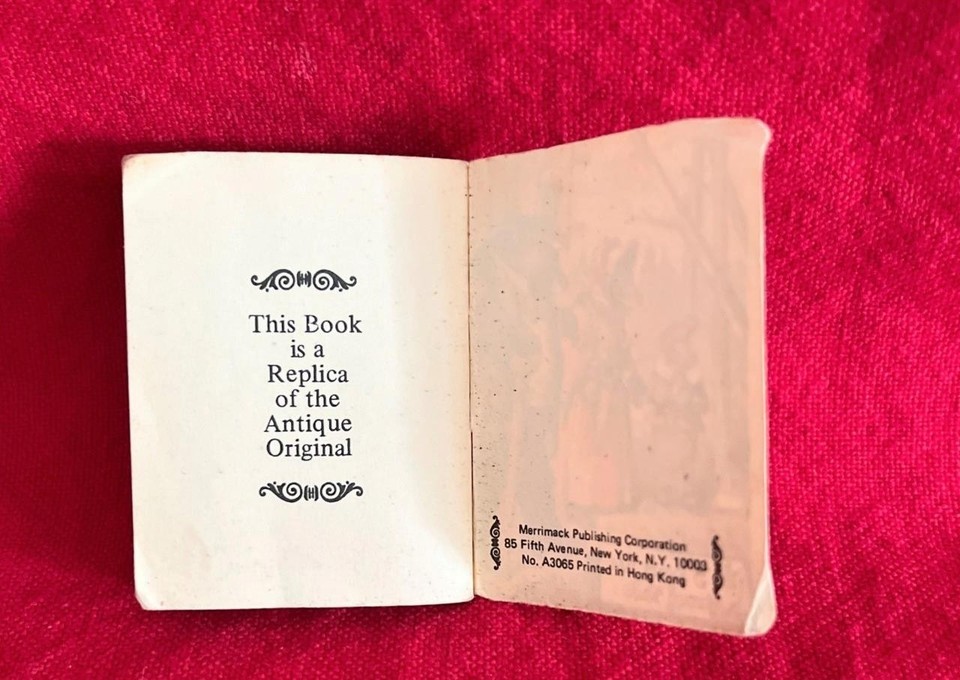 This Book
is a
Replica
of the
Antique
Original
Merrimack Publishing Corporation
85 Fifth Avenue, New York, N.Y. 10003
No. A3065 Printed in Hong Kong